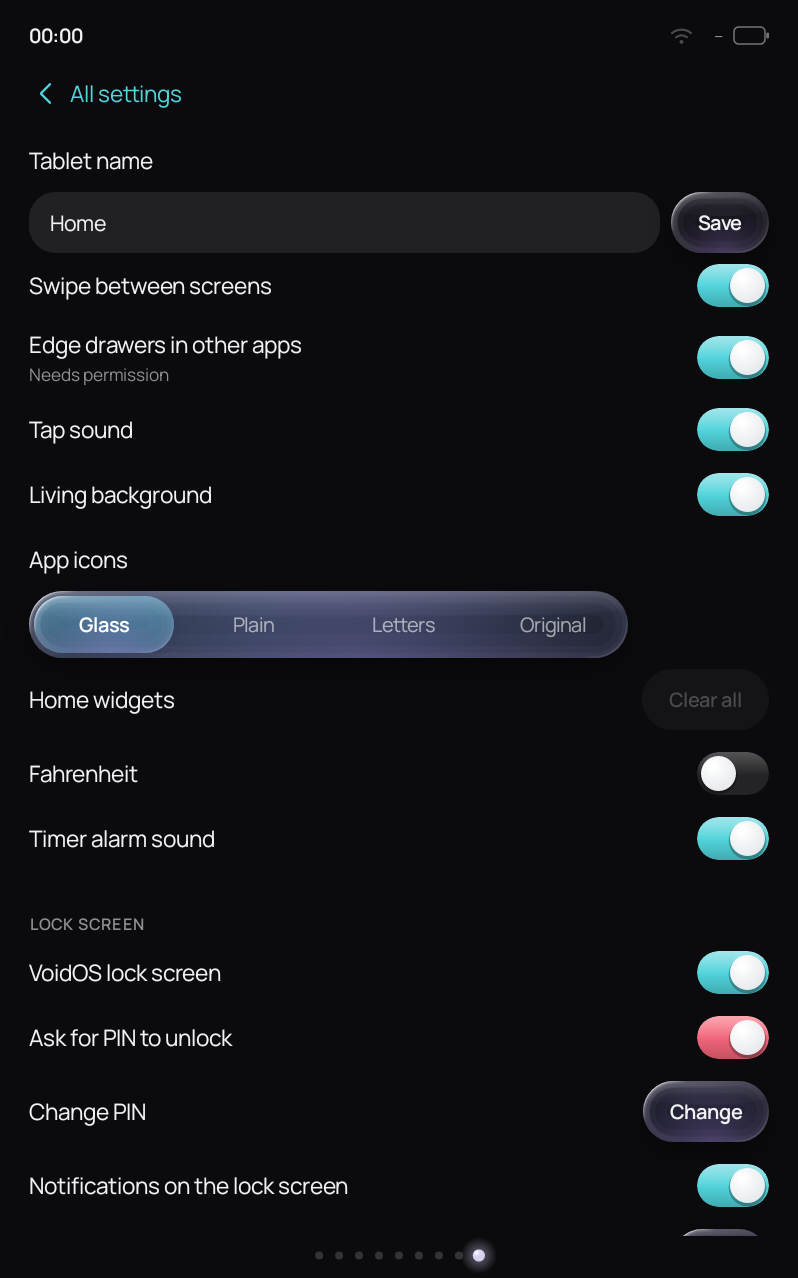 00:00
–
All settings
Tablet name
Home
Save
Swipe between screens
Edge drawers in other apps
Needs permission
Tap sound
Living background
App icons
Glass Plain Letters Original
Home widgets
Clear all
Fahrenheit
Timer alarm sound
LOCK SCREEN
VoidOS lock screen
Ask for PIN to unlock
Change PIN
Change
Notifications on the lock screen